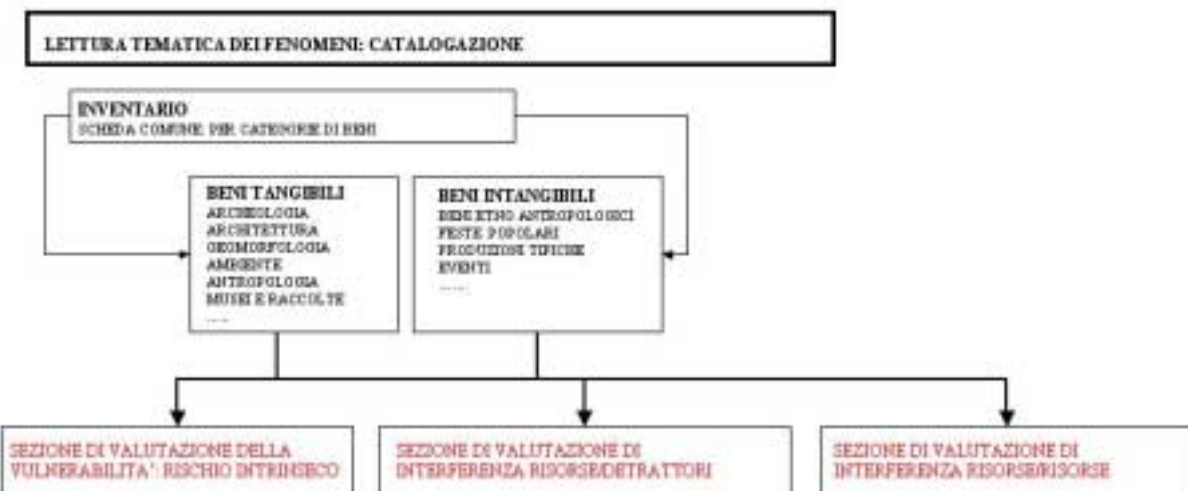 LETTURA TEMATICA DEI FENOMENI: CATALOGAZIONE
INVENTARIO
SCHEDA COMUNE PER CATEGORIE DI BENI
BENI TANGIBILI
ARCHEOLOGIA
ARCHITETTURA
GEOMORFOLOGIA
AMBIENTE
ANTROPOLOGIA
MUSEI E RACCOLTE
.....
BENI INTANGIBILI
BENI ETNO ANTROPOLOGICI
FESTE POPOLARI
PRODUZIONI TIPICHE
EVENTI
......
SEZIONE DI VALUTAZIONE DELLA
VULNERABILITA': RISCHIO INTRINSECO
SEZIONE DI VALUTAZIONE DI
INTERFERENZA RISORSE/DETRATTORI
SEZIONE DI VALUTAZIONE DI
INTERFERENZA RISORSE/RISORSE